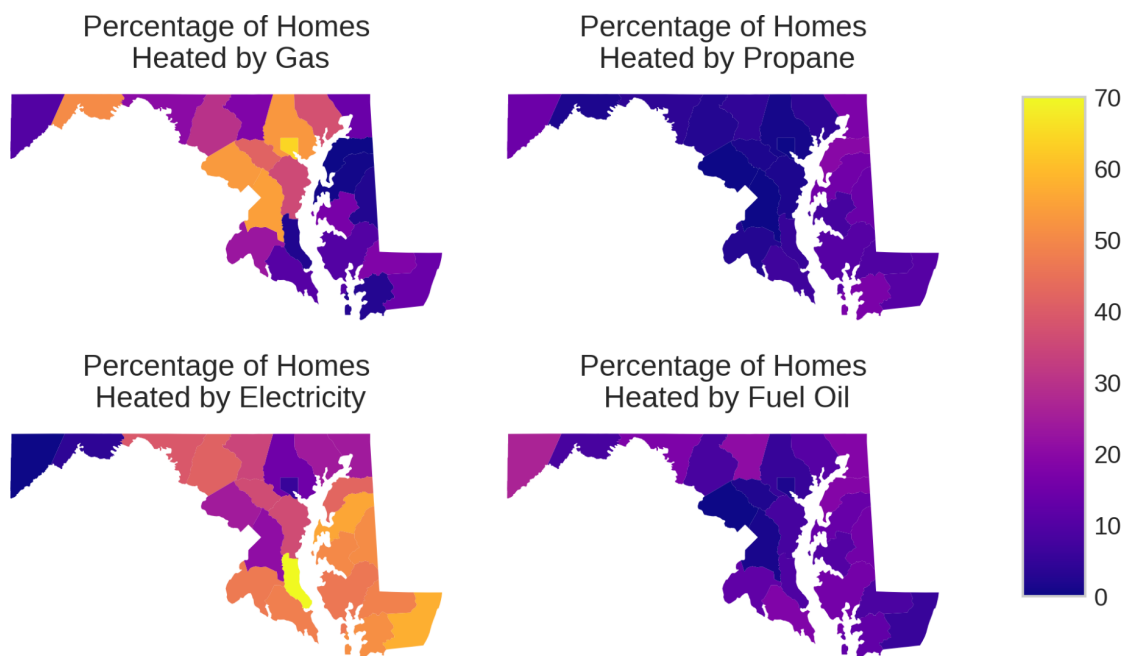 Percentage of Homes
Heated by Gas
Percentage of Homes
Heated by Propane
Percentage of Homes
Heated by Electricity
Percentage of Homes
Heated by Fuel Oil
70
60
50
40
30
20
10
0